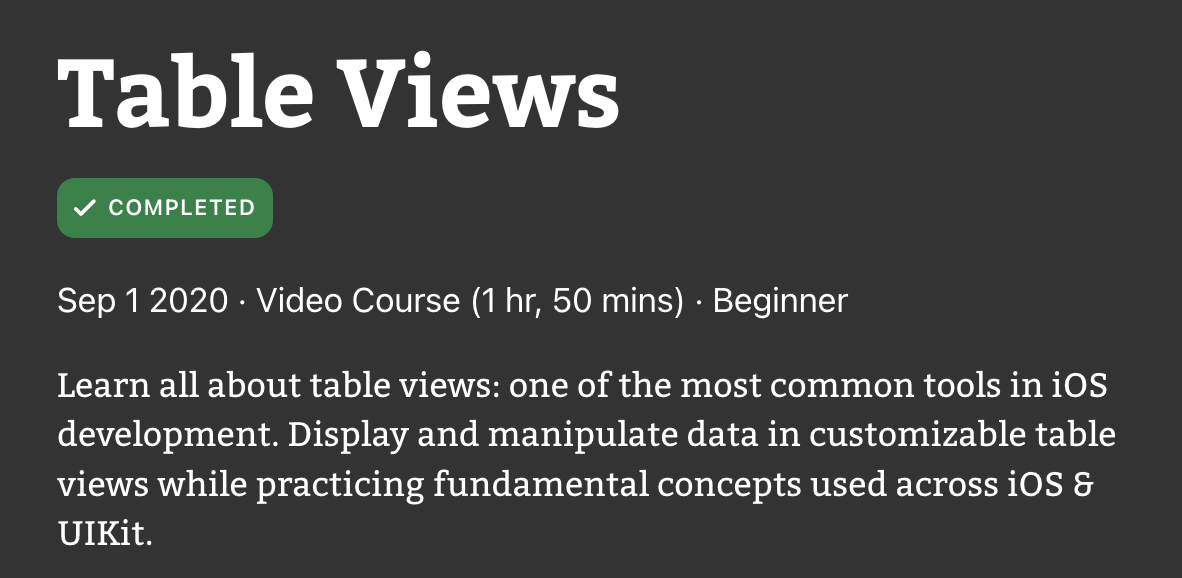 Table Views
COMPLETED
Sep 1 2020 · Video Course (1 hr, 50 mins) · Beginner
Learn all about table views: one of the most common tools in iOS
development. Display and manipulate data in customizable table
views while practicing fundamental concepts used across iOS &
UIKit.